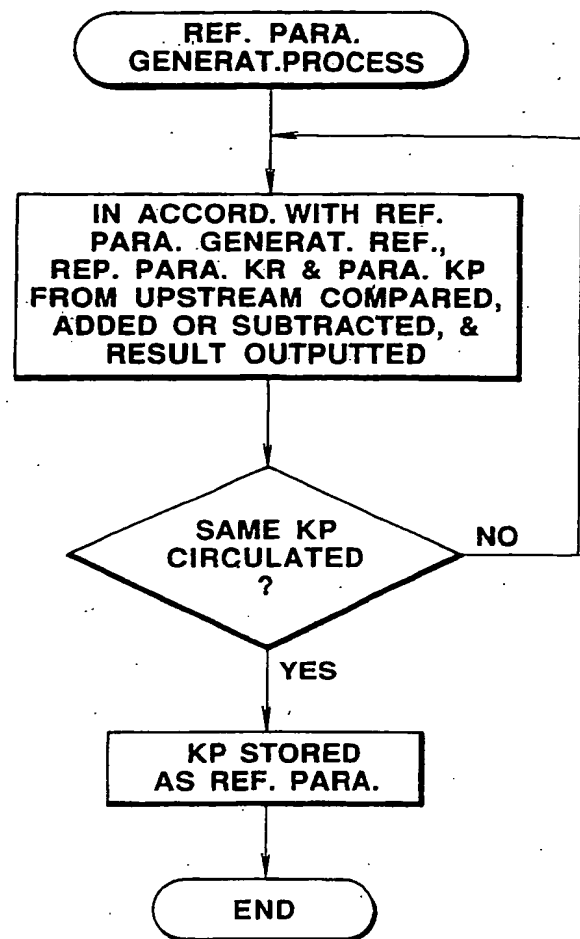 REF. PARA.
GENERAT.PROCESS
IN ACCORD. WITH REF.
PARA. GENERAT. REF.,
REP. PARA. KR & PARA. KP
FROM UPSTREAM COMPARED,
ADDED OR SUBTRACTED, &
RESULT OUTPUTTED
SAME KP
CIRCULATED
?
NO
YES
KP STORED
AS REF. PARA.
END